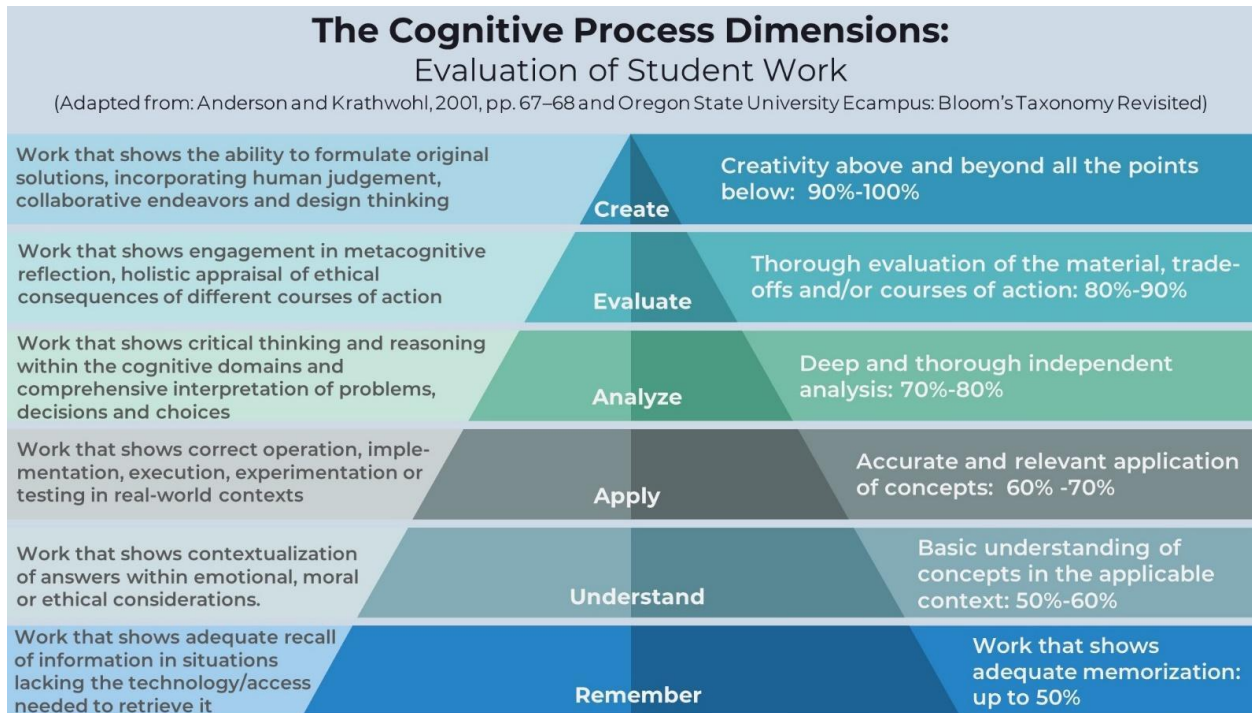 The Cognitive Process Dimensions:
Evaluation of Student Work
(Adapted from: Anderson and Krathwohl, 2001, pp. 67–68 and Oregon State University Ecampus: Bloom's Taxonomy Revisited)
Work that shows the ability to formulate original
solutions, incorporating human judgement,
collaborative endeavors and design thinking
Create
Creativity above and beyond all the points
below: 90%-100%
Work that shows engagement in metacognitive
reflection, holistic appraisal of ethical
consequences of different courses of action
Evaluate
Thorough evaluation of the material, trade-
offs and/or courses of action: 80%-90%
Work that shows critical thinking and reasoning
within the cognitive domains and
comprehensive interpretation of problems,
decisions and choices
Analyze
Deep and thorough independent
analysis: 70%-80%
Work that shows correct operation, imple-
mentation, execution, experimentation or
testing in real-world contexts
Apply
Accurate and relevant application
of concepts: 60% -70%
Work that shows contextualization
of answers within emotional, moral
or ethical considerations.
Understand
Basic understanding of
concepts in the applicable
context: 50%-60%
Work that shows adequate recall
of information in situations
lacking the technology/access
needed to retrieve it
Remember
Work that shows
adequate memorization:
up to 50%